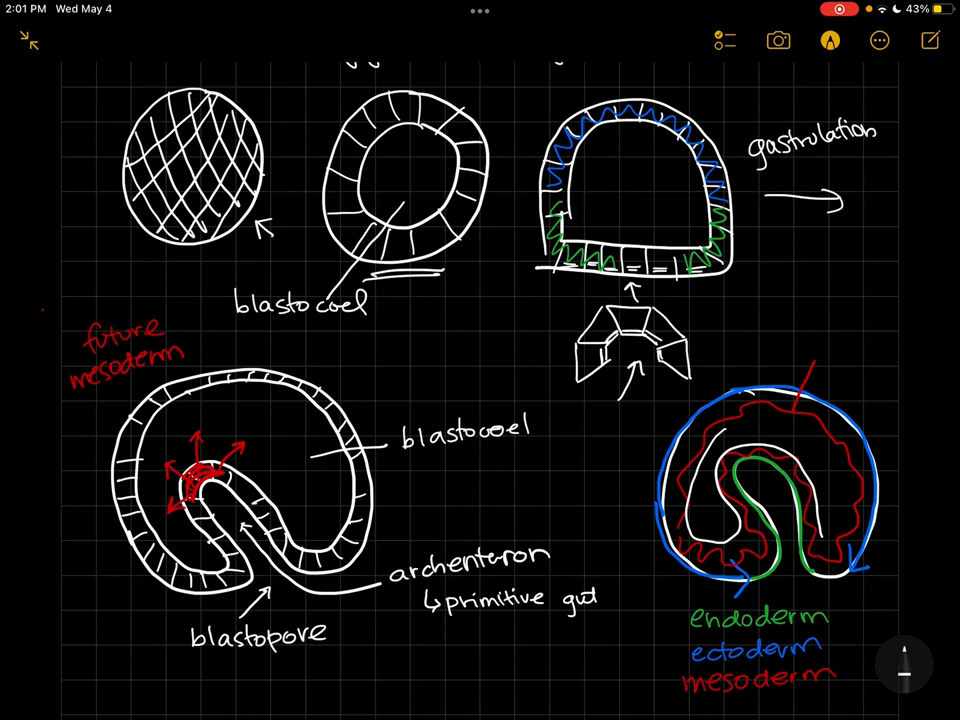 2:01 PM Wed May 4
43%
gastrulation
blastocoel
future
mesoderm
blastocoel
archenteron
↳primitive gut
blastopore
endoderm
ectoderm
mesoderm